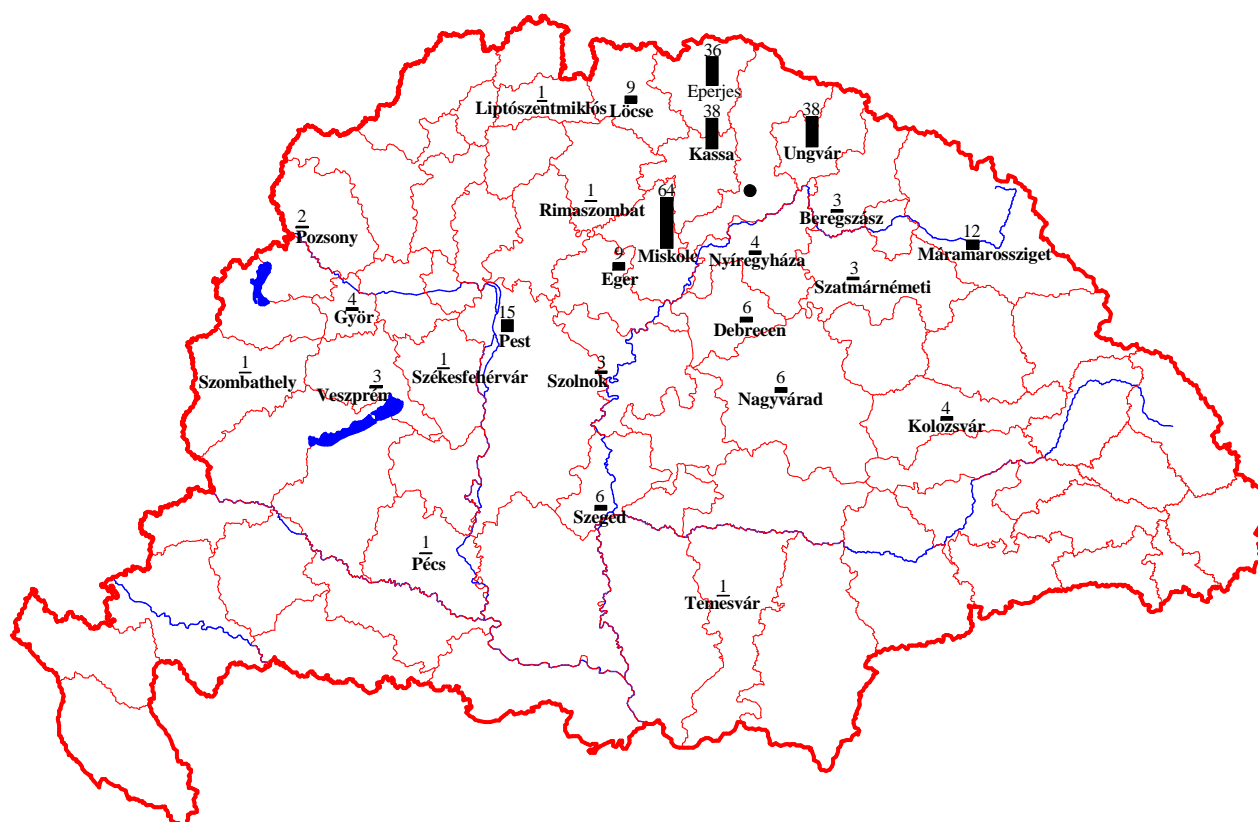 36
Eperjes
1
Liptószentmiklós
9
Löcse
38
Kassa
38
Ungvár
1
Rimaszombat
64
Miskolc
3
Beregszász
2
Pozsony
12
Máramarossziget
9
Eger
4
Nyíregyháza
3
Szatmárnémeti
4
Györ
15
Pest
6
Debrecen
1
Szombathely
3
Veszprém
1
Székesfehérvár
3
Szolnok
6
Nagyvárad
4
Kolozsvár
6
Szeged
1
Pécs
1
Temesvár